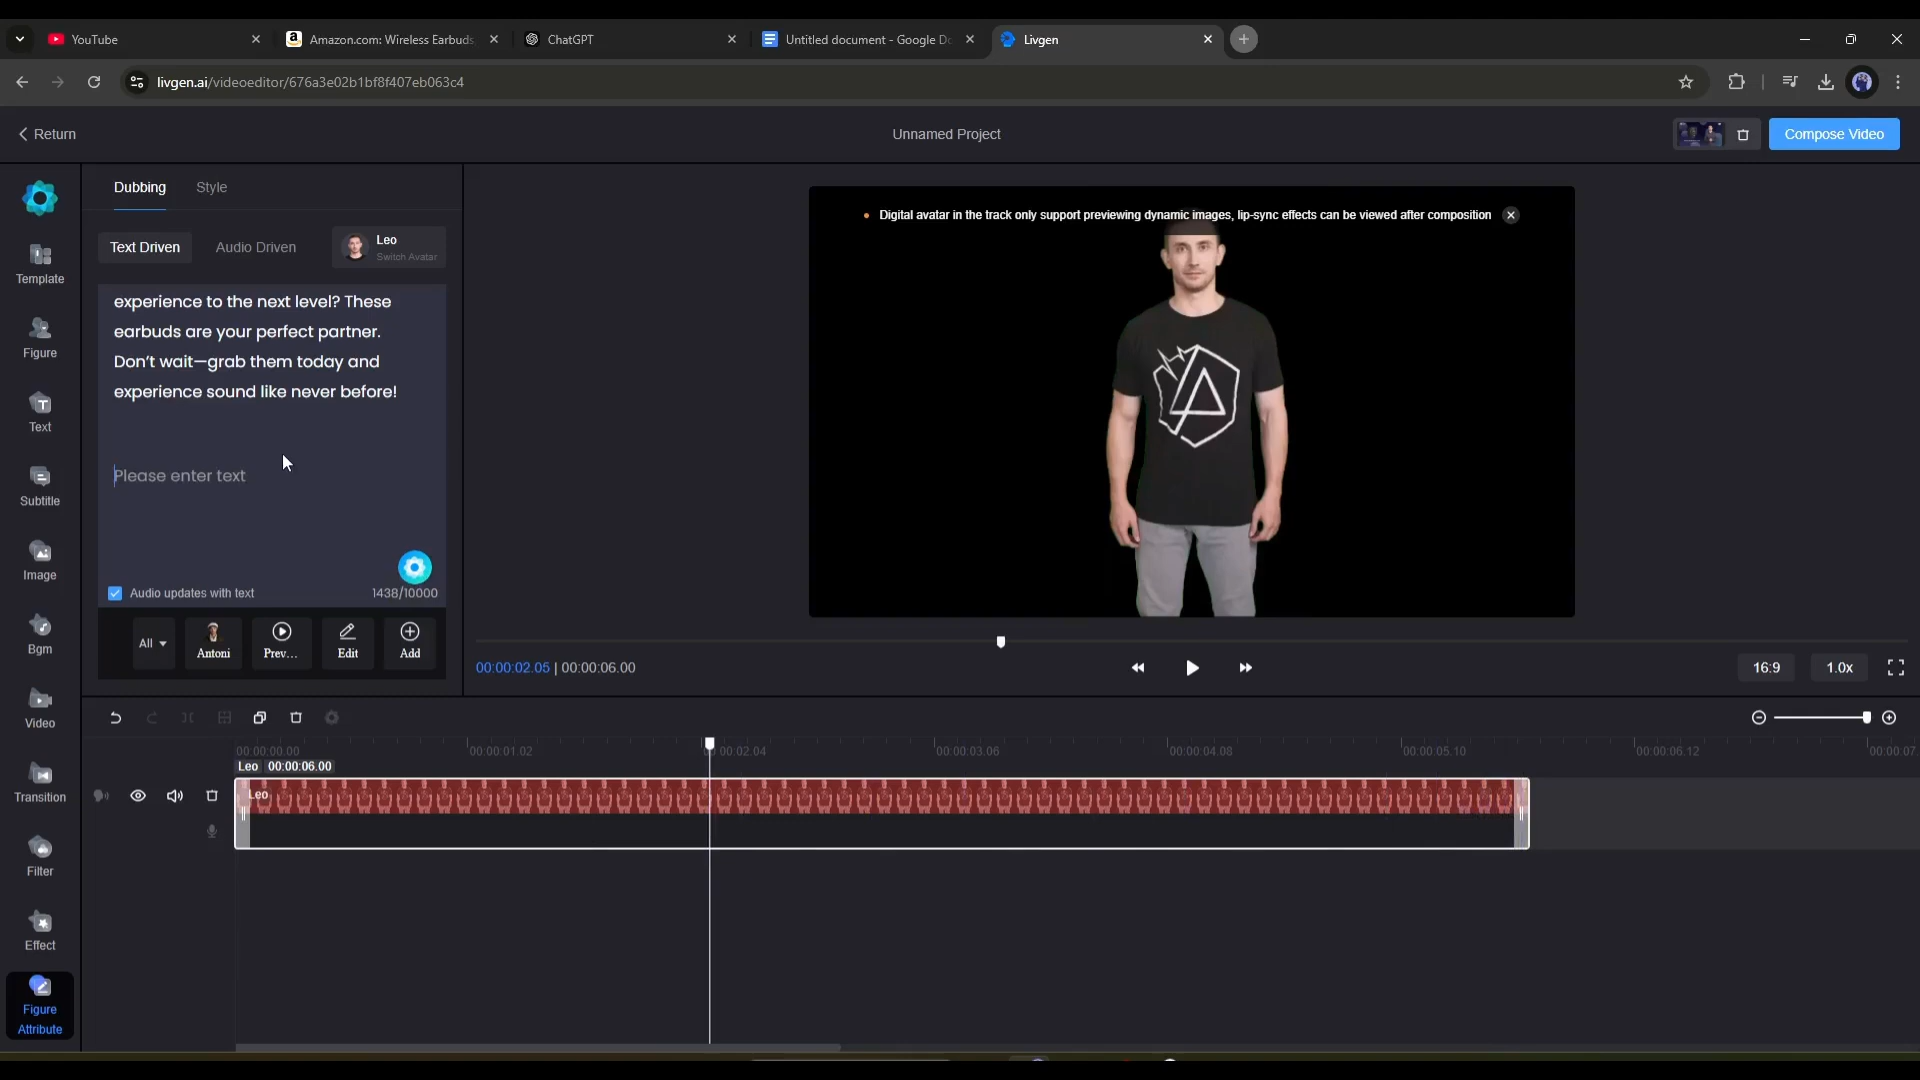 YouTube
Amazon.com: Wireless Earbuds
ChatGPT
Untitled document - Google Do
Livgen
livgen.ai/videoeditor/676a3e02b1bf8f407eb063c4
Return
Unnamed Project
Compose Video
Dubbing
Style
Text Driven
Audio Driven
Leo
Switch Avatar
experience to the next level? These
earbuds are your perfect partner.
Don't wait—grab them today and
experience sound like never before!
Please enter text
Audio updates with text
1438/10000
All
Antoni
Prev...
Edit
Add
Template
Figure
Text
Subtitle
Image
Bgm
Video
Transition
Filter
Effect
Figure
Attribute
Digital avatar in the track only support previewing dynamic images, lip-sync effects can be viewed after composition
00:00:02.05 | 00:00:06.00
16:9
1.0x
00:00:00.00
00:00:01.02
00:00:02.04
00:00:03.06
00:00:04.08
00:00:05.10
00:00:06.12
00:00:07
Leo 00:00:06.00
Leo